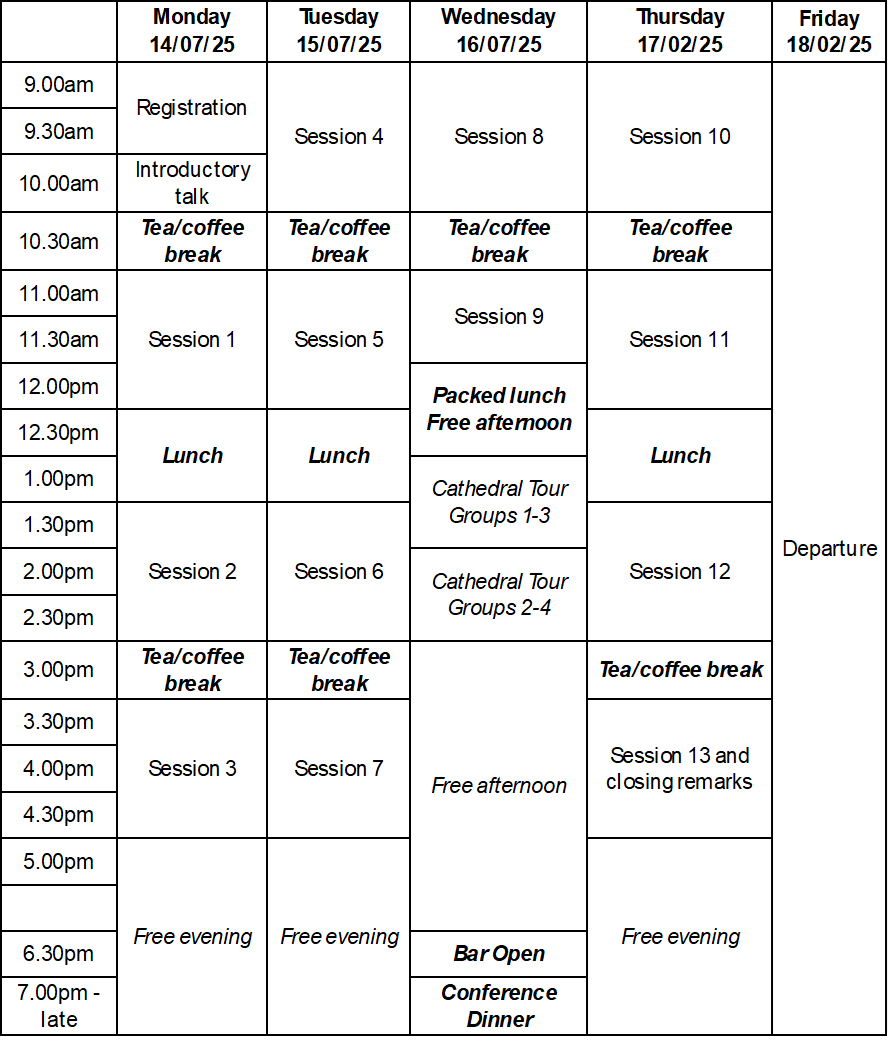 Monday
14/07/25
Tuesday
15/07/25
Wednesday
16/07/25
Thursday
17/02/25
Friday
18/02/25
9.00am
Registration
Session 4
Session 8
Session 10
Departure
9.30am
10.00am
Introductory
talk
10.30am
Tea/coffee
break
Tea/coffee
break
Tea/coffee
break
Tea/coffee
break
11.00am
Session 1
Session 5
Session 9
Session 11
11.30am
12.00pm
Packed lunch
Free afternoon
12.30pm
Lunch
Lunch
Lunch
1.00pm
Cathedral Tour
Groups 1-3
1.30pm
Session 2
Session 6
Session 12
2.00pm
Cathedral Tour
Groups 2-4
2.30pm
3.00pm
Tea/coffee
break
Tea/coffee
break
Free afternoon
Tea/coffee break
3.30pm
Session 3
Session 7
Session 13 and
closing remarks
4.00pm
4.30pm
5.00pm
Free evening
Free evening
Free evening
6.30pm
Bar Open
7.00pm -
late
Conference
Dinner